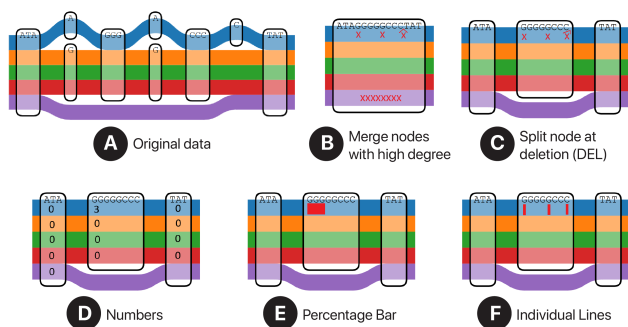 A A G
ATA GGG CCC TAT
G G
A Original data
ATAGGGGGCCCTAT
x x x
xxxxxxxx
B Merge nodes
with high degree
ATA GGGGGCCC TAT
x x x
C Split node at
deletion (DEL)
ATA GGGGGCCC TAT
0 3 0
0 0 0
0 0 0
0 0 0
0
D Numbers
ATA GGGGGCCC TAT
E Percentage Bar
ATA GGGGGCCC TAT
F Individual Lines